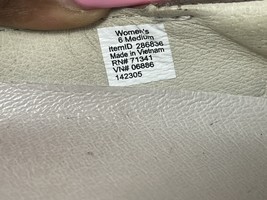 Women's
6 Medium
ItemID 286836
Made in Vietnam
RN# 71341
VN# 06886
142305